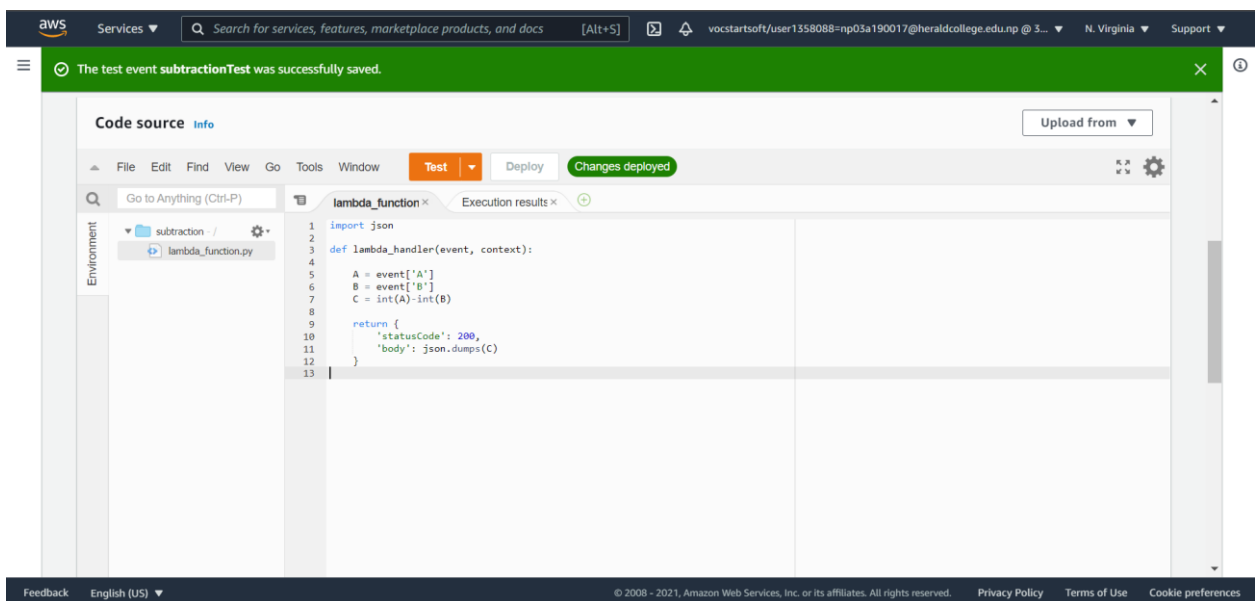 aws Services ▼ Search for services, features, marketplace products, and docs [Alt+S] vocstartsoft/user1358088=np03a190017@heraldcollege.edu.np @ 3... ▼ N. Virginia ▼ Support ▼
The test event subtractionTest was successfully saved. ×
Code source Info Upload from ▼
File Edit Find View Go Tools Window Test Deploy Changes deployed
Go to Anything (Ctrl-P) lambda_function × Execution results ×
Environment
subtraction - /
lambda_function.py
1 import json
2
3 def lambda_handler(event, context):
4
5 A = event['A']
6 B = event['B']
7 C = int(A)-int(B)
8
9 return {
10 'statusCode': 200,
11 'body': json.dumps(C)
12 }
13
Feedback English (US) ▼ © 2008 - 2021, Amazon Web Services, Inc. or its affiliates. All rights reserved. Privacy Policy Terms of Use Cookie preferences